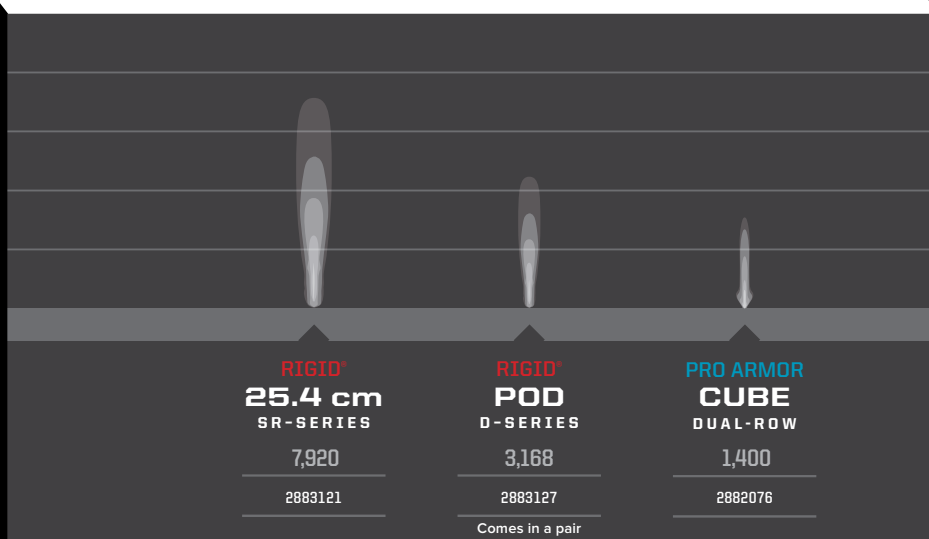 RIGID®
25.4 cm
SR-SERIES
7,920
2883121
RIGID®
POD
D-SERIES
3,168
2883127
Comes in a pair
PRO ARMOR
CUBE
DUAL-ROW
1,400
2882076